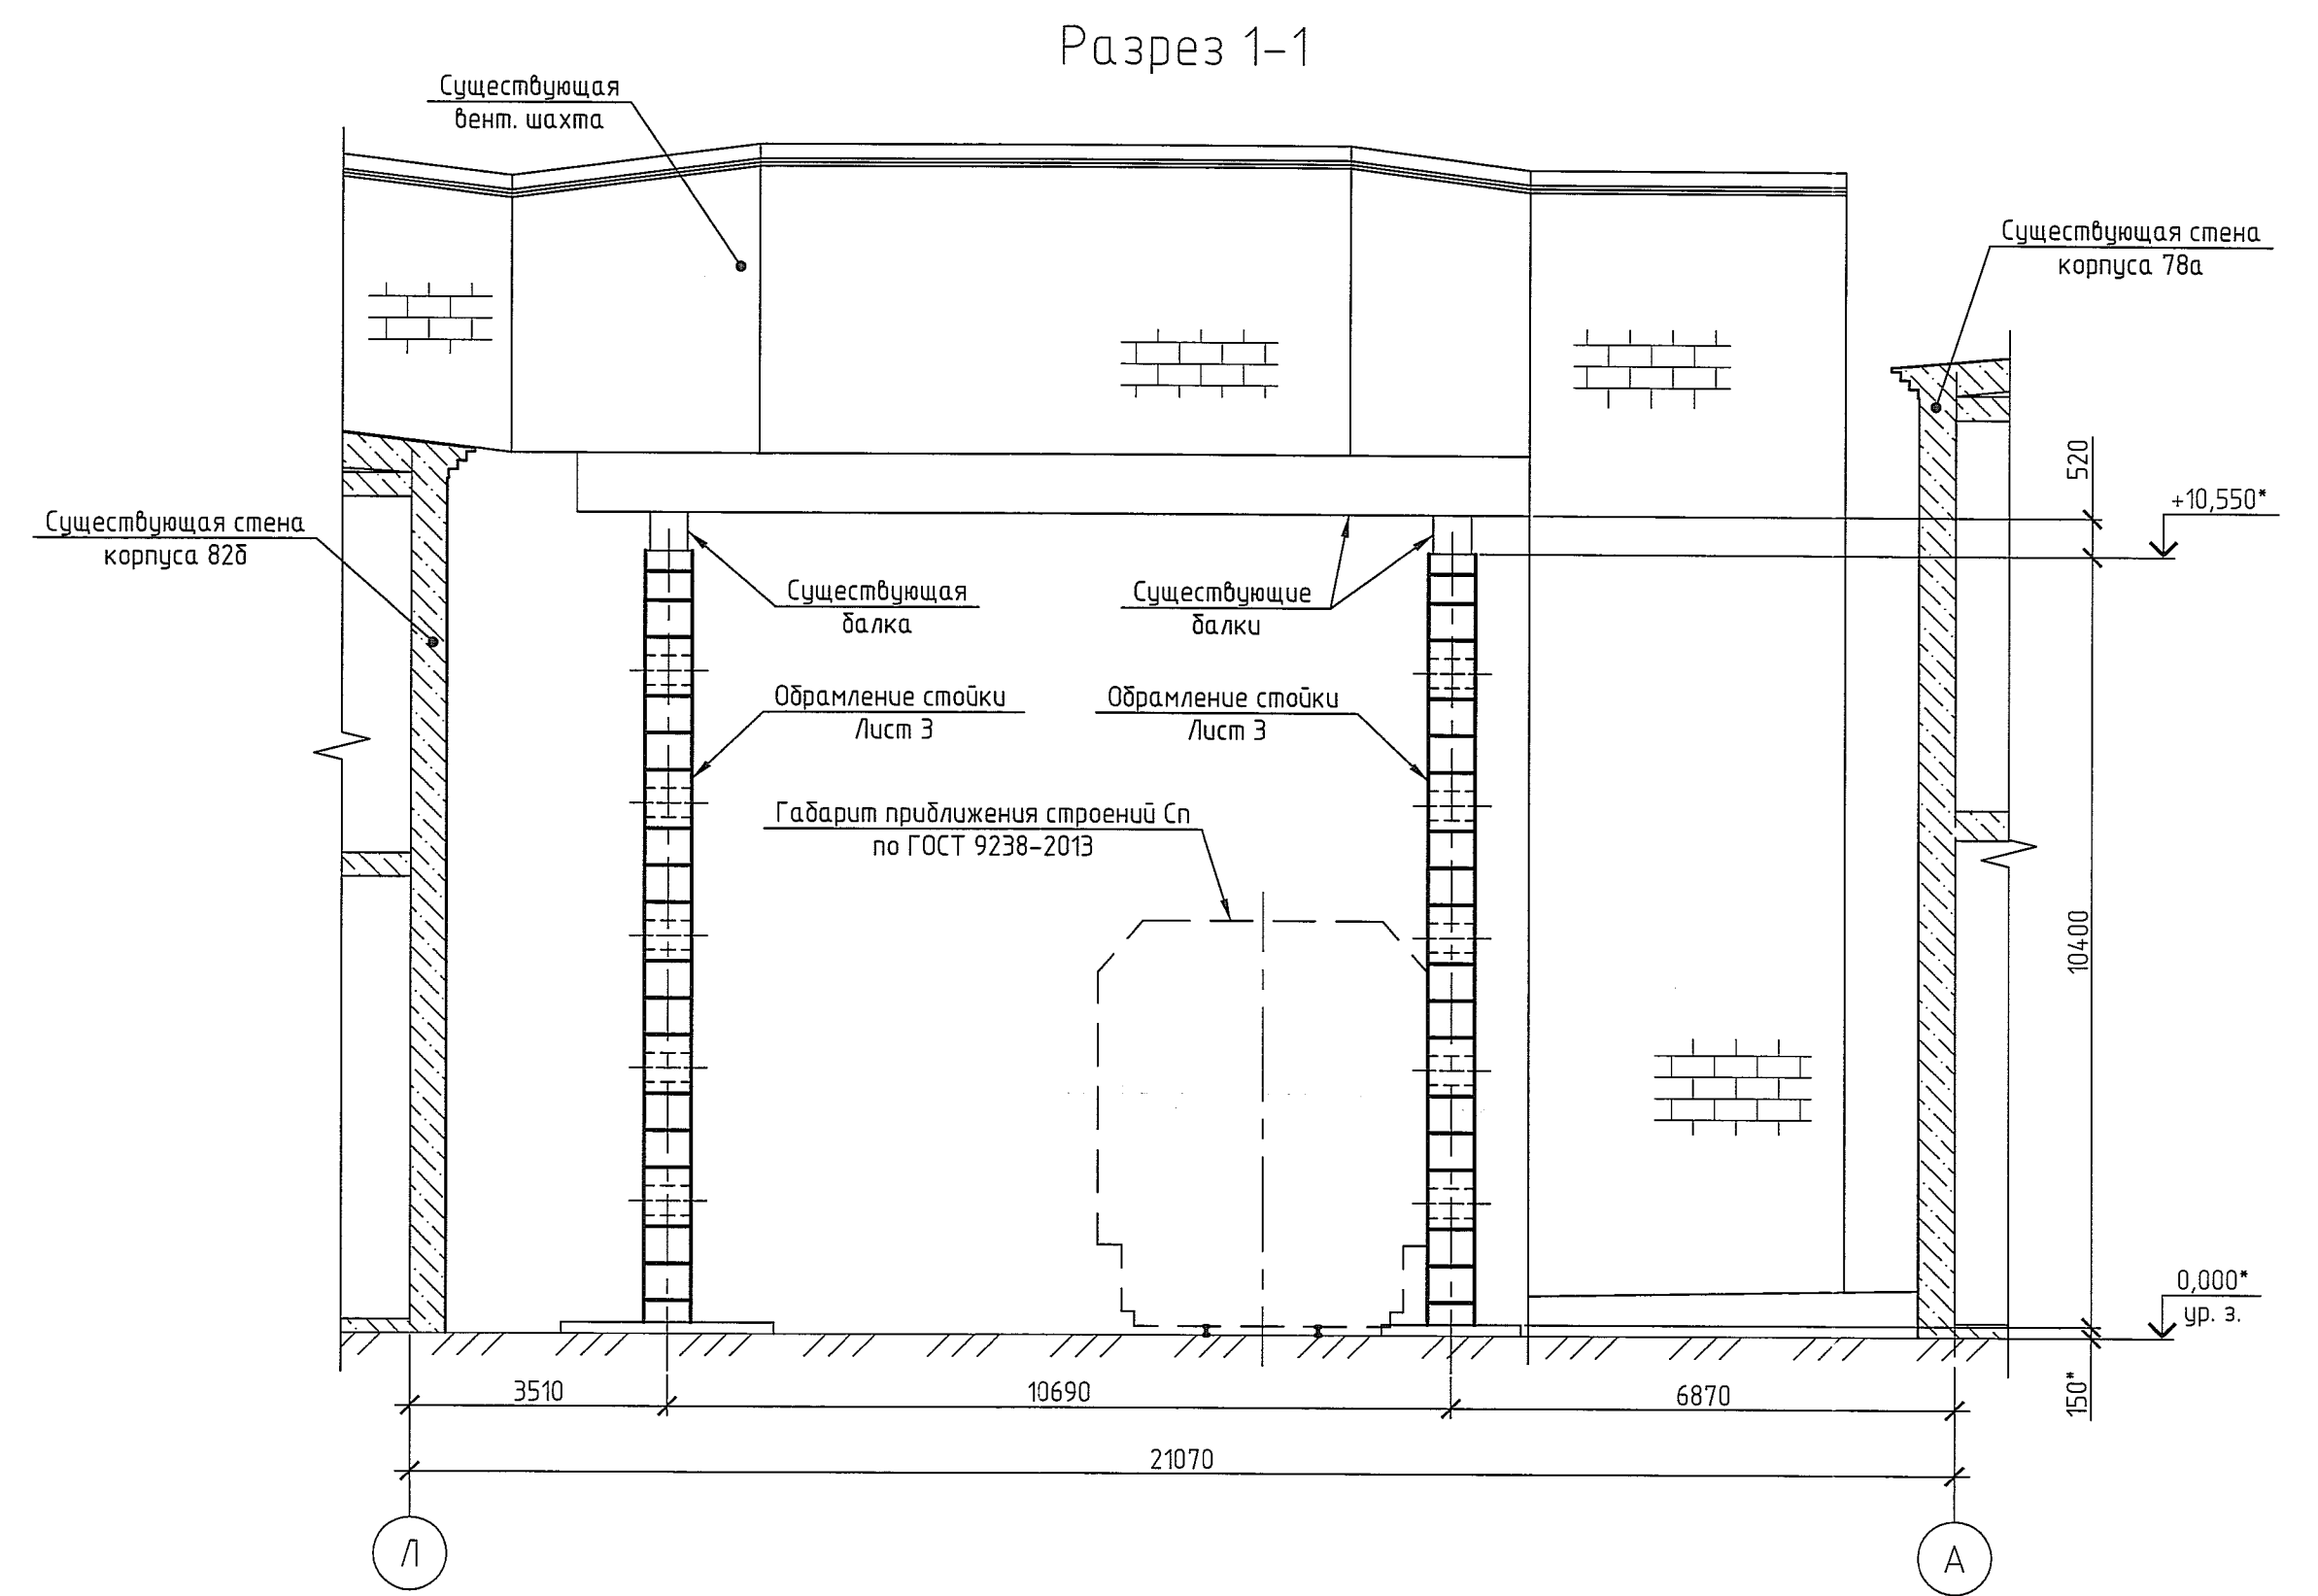 Разрез 1-1
Существующая
вент. шахта
Существующая стена
корпуса 78а
520
+10,550*
Существующая стена
корпуса 82б
Существующая
балка
Существующие
балки
Обрамление стойки
Лист 3
Обрамление стойки
Лист 3
Габарит приближения строений Сп
по ГОСТ 9238-2013
10400
0,000*
ур. з.
150*
3510
10690
6870
21070
Л
А